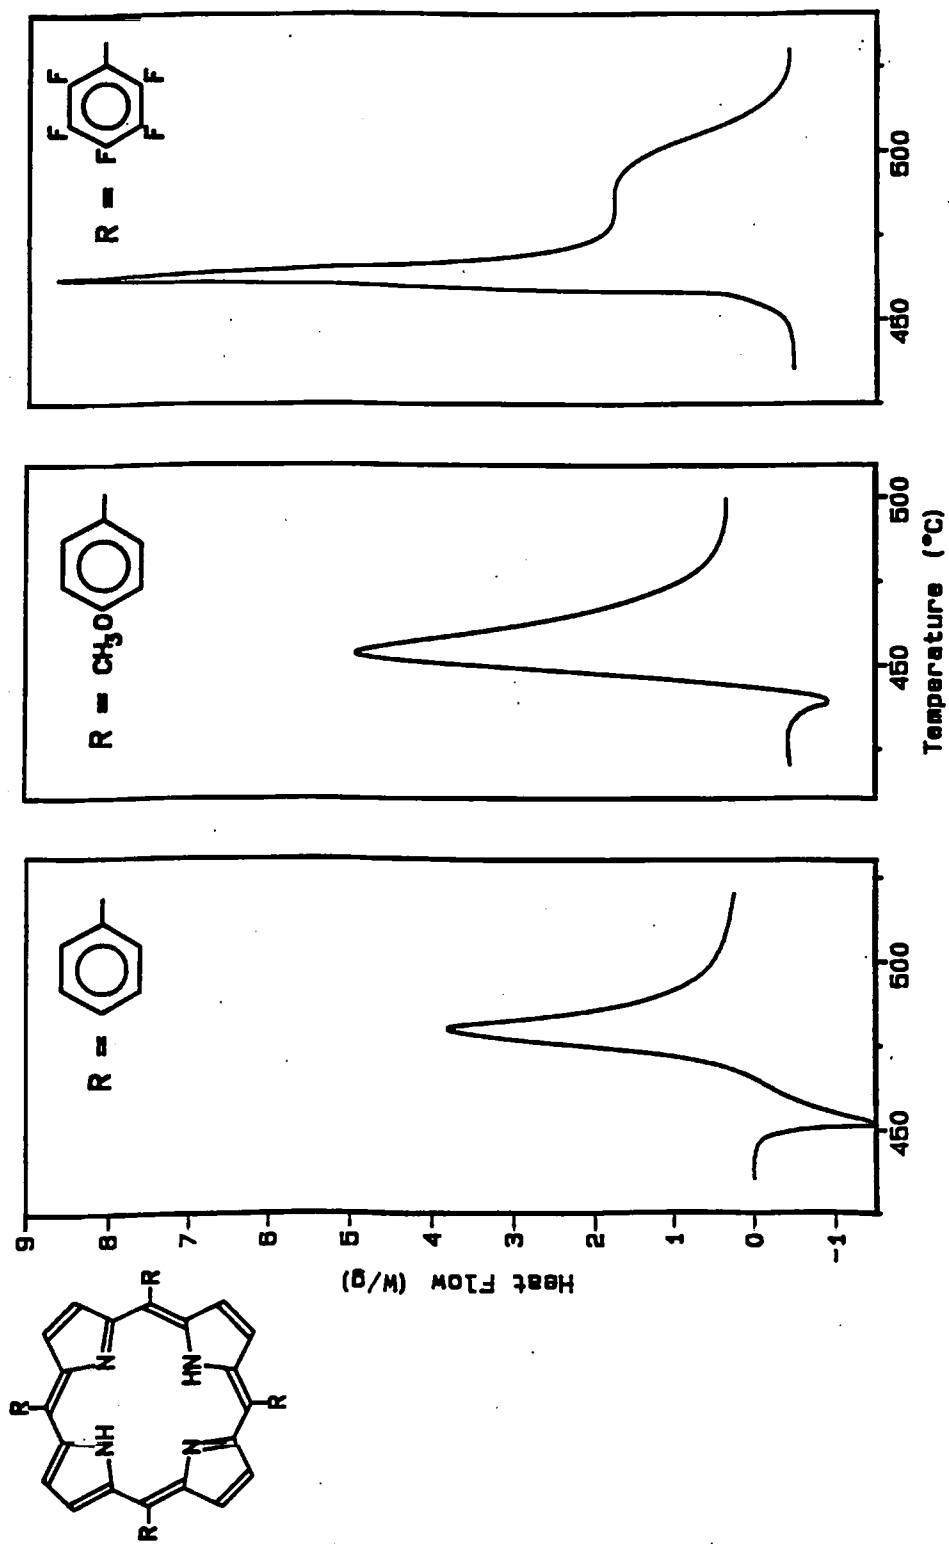 R
R
R
R
NH
N
N
HN
Heat Flow (W/g)
9
8
7
6
5
4
3
2
1
0
-1
R =
450
500
R = CH₃O
450
500
Temperature (°C)
R = F
F
F
F
F
450
500